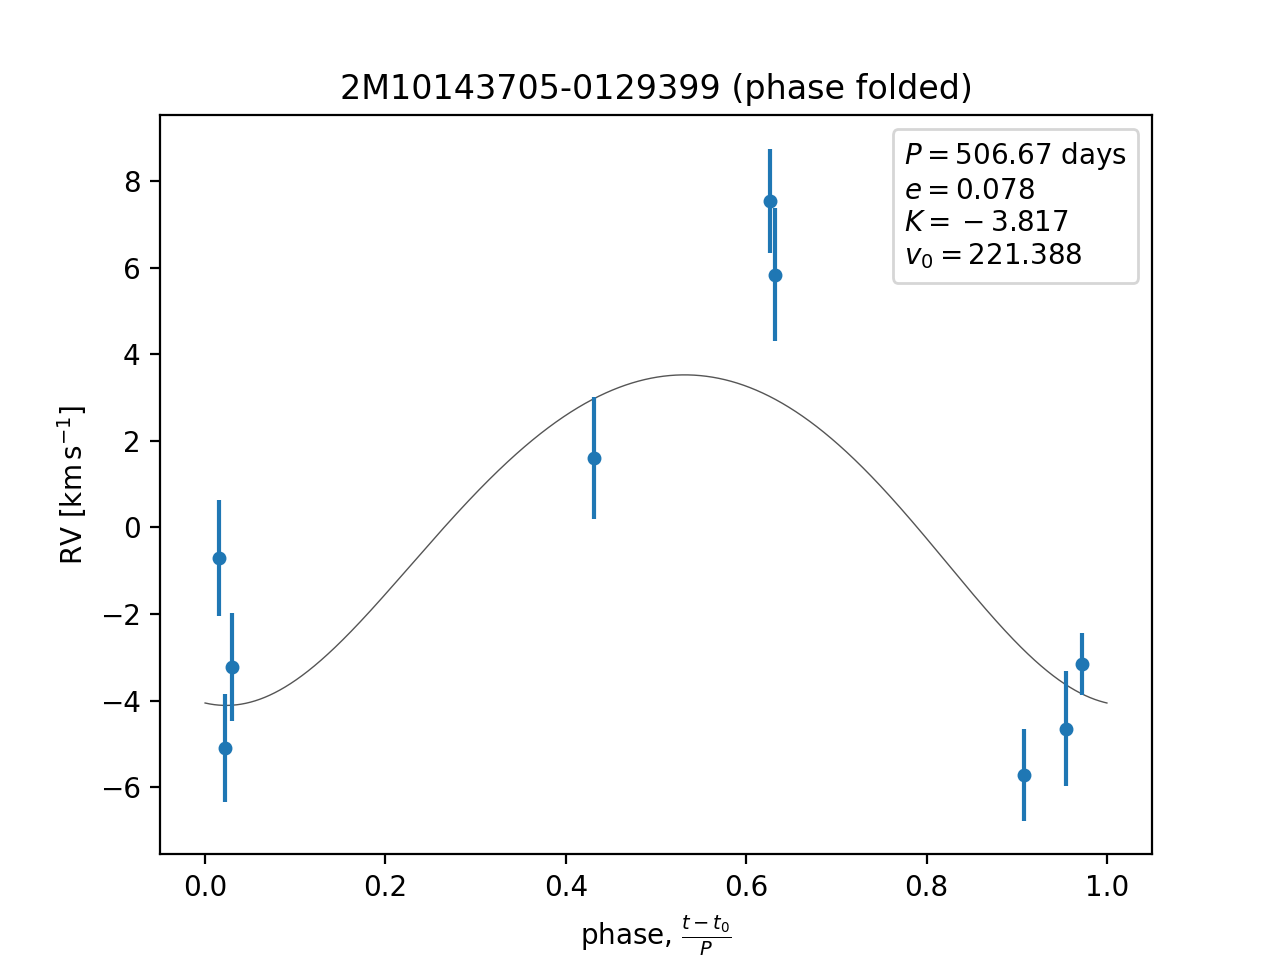 2M10143705-0129399 (phase folded)
P = 506.67 days
e = 0.078
K = −3.817
v₀ = 221.388
8
6
4
2
0
−2
−4
−6
RV [km s⁻¹]
0.0 0.2 0.4 0.6 0.8 1.0
phase, (t − t₀)/P